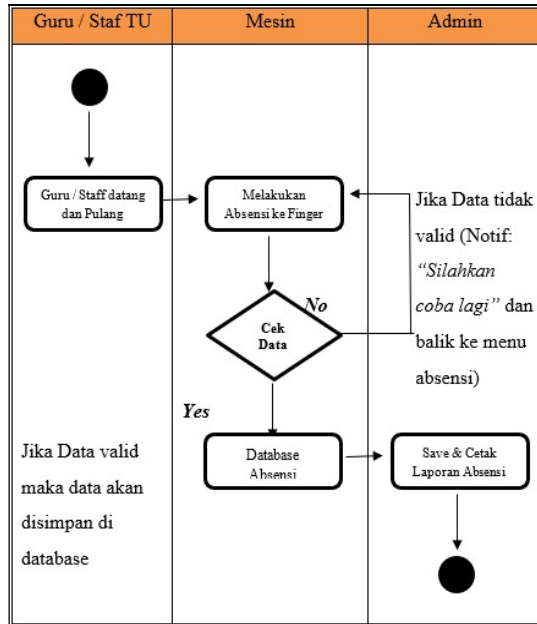 Guru / Staf TU
Mesin
Admin
Guru / Staff datang
dan Pulang
Melakukan
Absensi ke Finger
Jika Data tidak
valid (Notif:
“Silahkan
coba lagi” dan
balik ke menu
absensi)
No
Cek
Data
Yes
Jika Data valid
maka data akan
disimpan di
database
Database
Absensi
Save & Cetak
Laporan Absensi